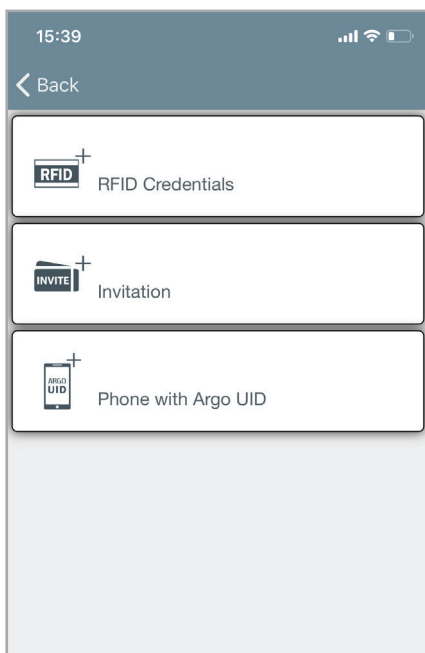 15:39
Back
RFID
RFID Credentials
INVITE
Invitation
ARGO
UID
Phone with Argo UID